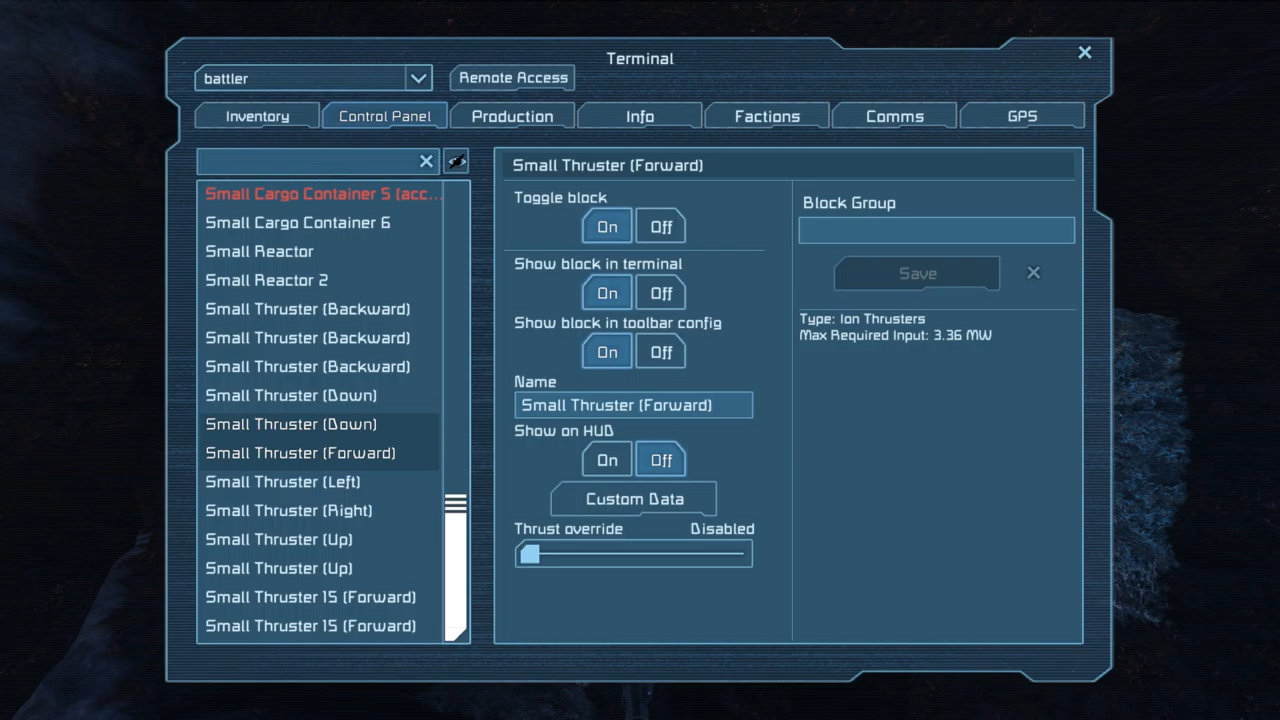 Terminal
battler
Remote Access
Inventory
Control Panel
Production
Info
Factions
Comms
GPS
Small Cargo Container 5 (acc...
Small Cargo Container 6
Small Reactor
Small Reactor 2
Small Thruster (Backward)
Small Thruster (Backward)
Small Thruster (Backward)
Small Thruster (Down)
Small Thruster (Down)
Small Thruster (Forward)
Small Thruster (Left)
Small Thruster (Right)
Small Thruster (Up)
Small Thruster (Up)
Small Thruster 15 (Forward)
Small Thruster 15 (Forward)
Small Thruster (Forward)
Toggle block
On Off
Show block in terminal
On Off
Show block in toolbar config
On Off
Name
Small Thruster (Forward)
Show on HUD
On Off
Custom Data
Thrust override Disabled
Block Group
Save
Type: Ion Thrusters
Max Required Input: 3.36 MW